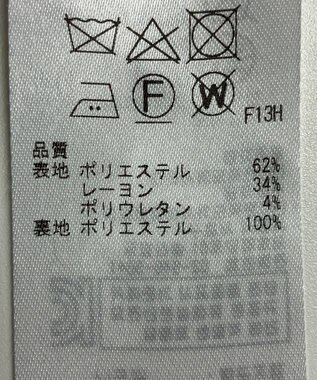 F
W
F13H
品質
表地 ポリエステル 62%
レーヨン 34%
ポリウレタン 4%
裏地 ポリエステル 100%